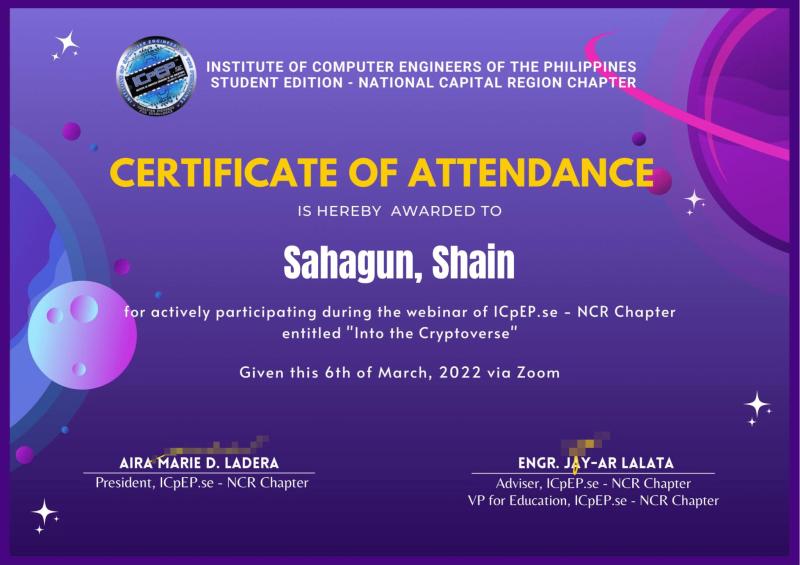 ICpEP
INSTITUTE OF COMPUTER ENGINEERS OF THE PHILIPPINES
STUDENT EDITION - NATIONAL CAPITAL REGION CHAPTER
CERTIFICATE OF ATTENDANCE
IS HEREBY AWARDED TO
Sahagun, Shain
for actively participating during the webinar of ICpEP.se - NCR Chapter
entitled "Into the Cryptoverse"
Given this 6th of March, 2022 via Zoom
AIRA MARIE D. LADERA
President, ICpEP.se - NCR Chapter
ENGR. JAY-AR LALATA
Adviser, ICpEP.se - NCR Chapter
VP for Education, ICpEP.se - NCR Chapter